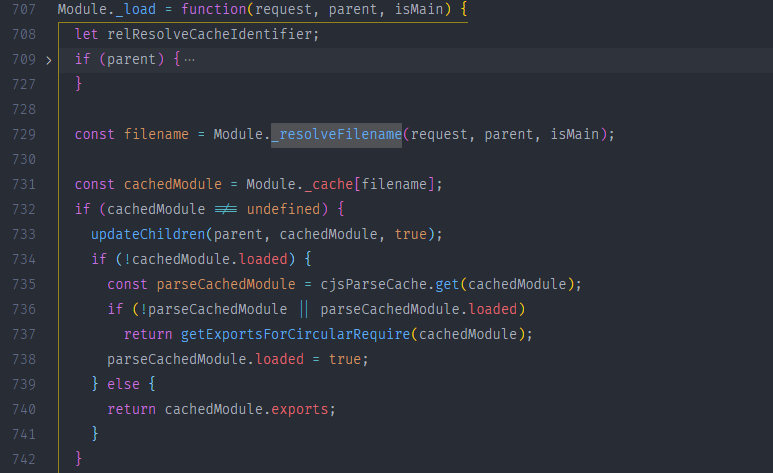 707 Module._load = function(request, parent, isMain) {
708 let relResolveCacheIdentifier;
709 > if (parent) {…
727 }
728
729 const filename = Module._resolveFilename(request, parent, isMain);
730
731 const cachedModule = Module._cache[filename];
732 if (cachedModule !== undefined) {
733 updateChildren(parent, cachedModule, true);
734 if (!cachedModule.loaded) {
735 const parseCachedModule = cjsParseCache.get(cachedModule);
736 if (!parseCachedModule || parseCachedModule.loaded)
737 return getExportsForCircularRequire(cachedModule);
738 parseCachedModule.loaded = true;
739 } else {
740 return cachedModule.exports;
741 }
742 }